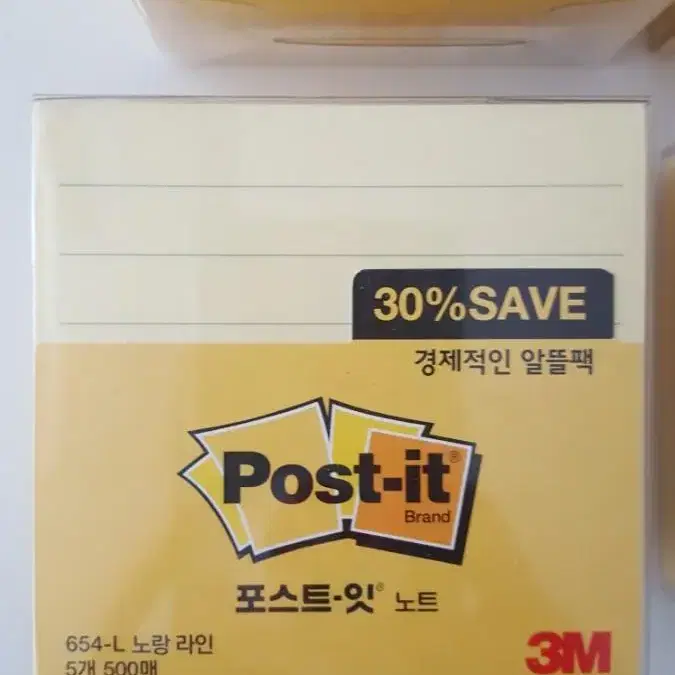 30%SAVE
경제적인 알뜰팩
Post-it®
Brand
포스트-잇® 노트
654-L 노랑 라인
5개 500매
3M